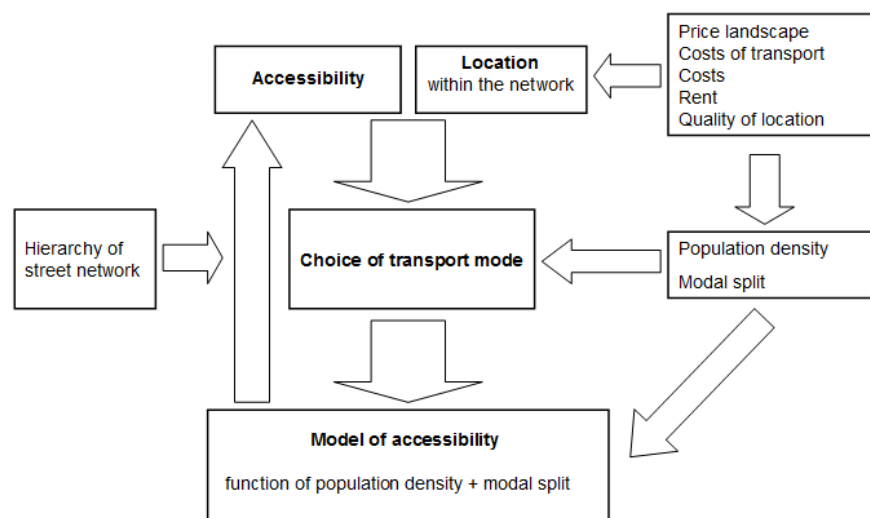 Accessibility
Location
within the network
Price landscape
Costs of transport
Costs
Rent
Quality of location
Hierarchy of
street network
Choice of transport mode
Population density
Modal split
Model of accessibility
function of population density + modal split